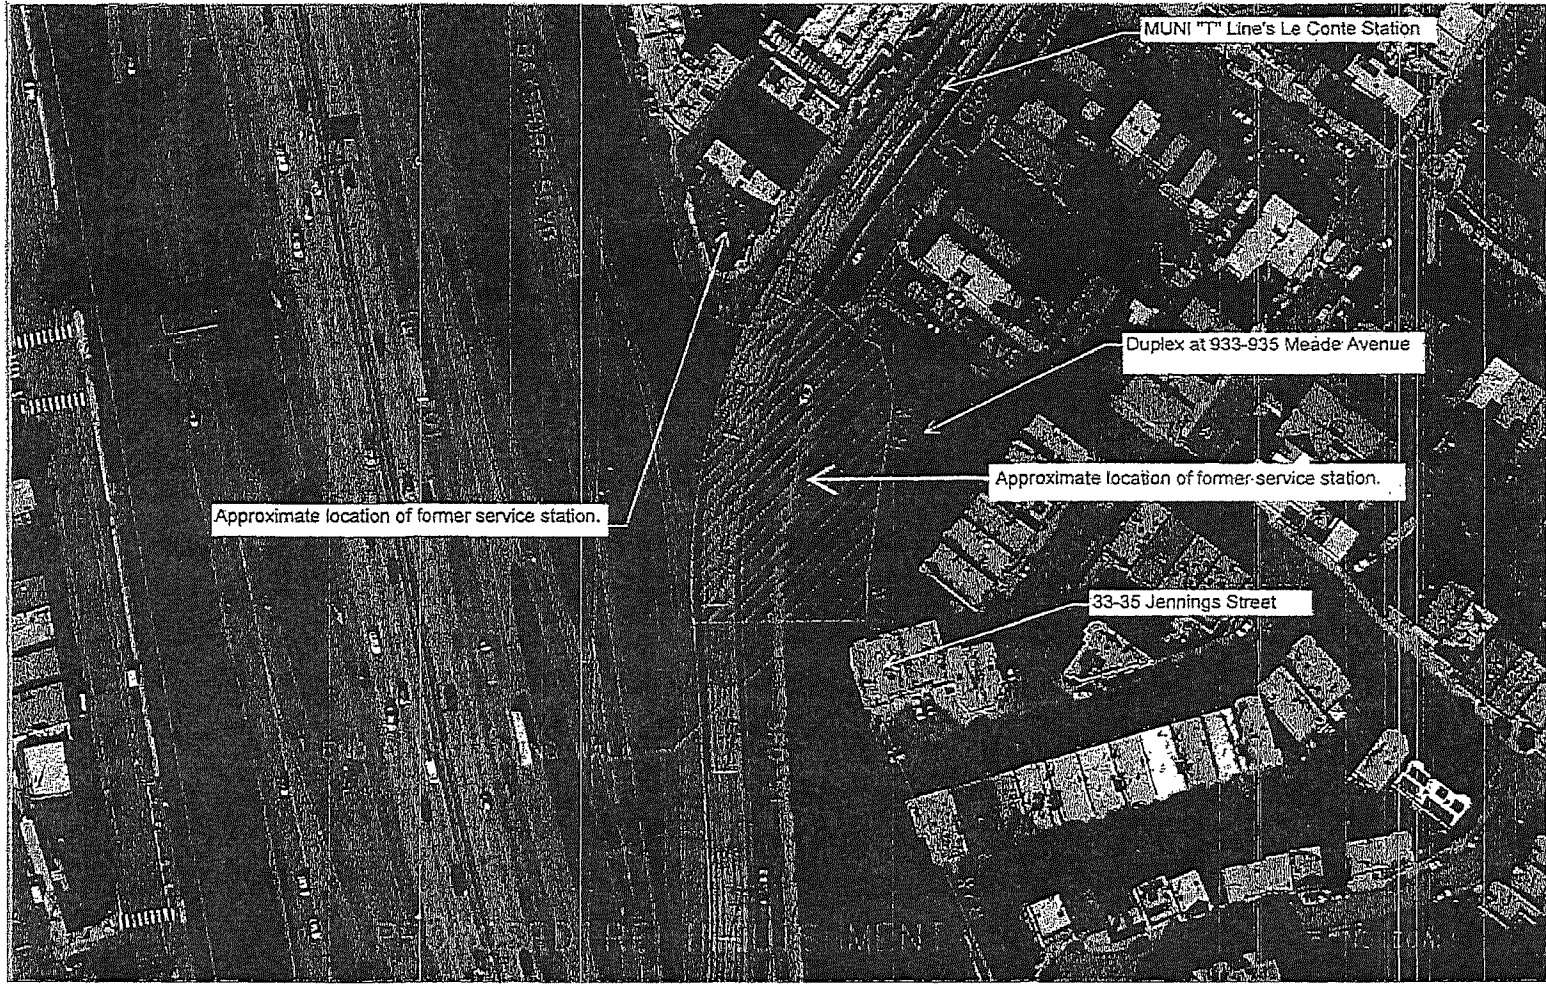 MUNI "T" Line's Le Conte Station
Duplex at 933-935 Meade Avenue
Approximate location of former service station.
Approximate location of former service station.
33-35 Jennings Street